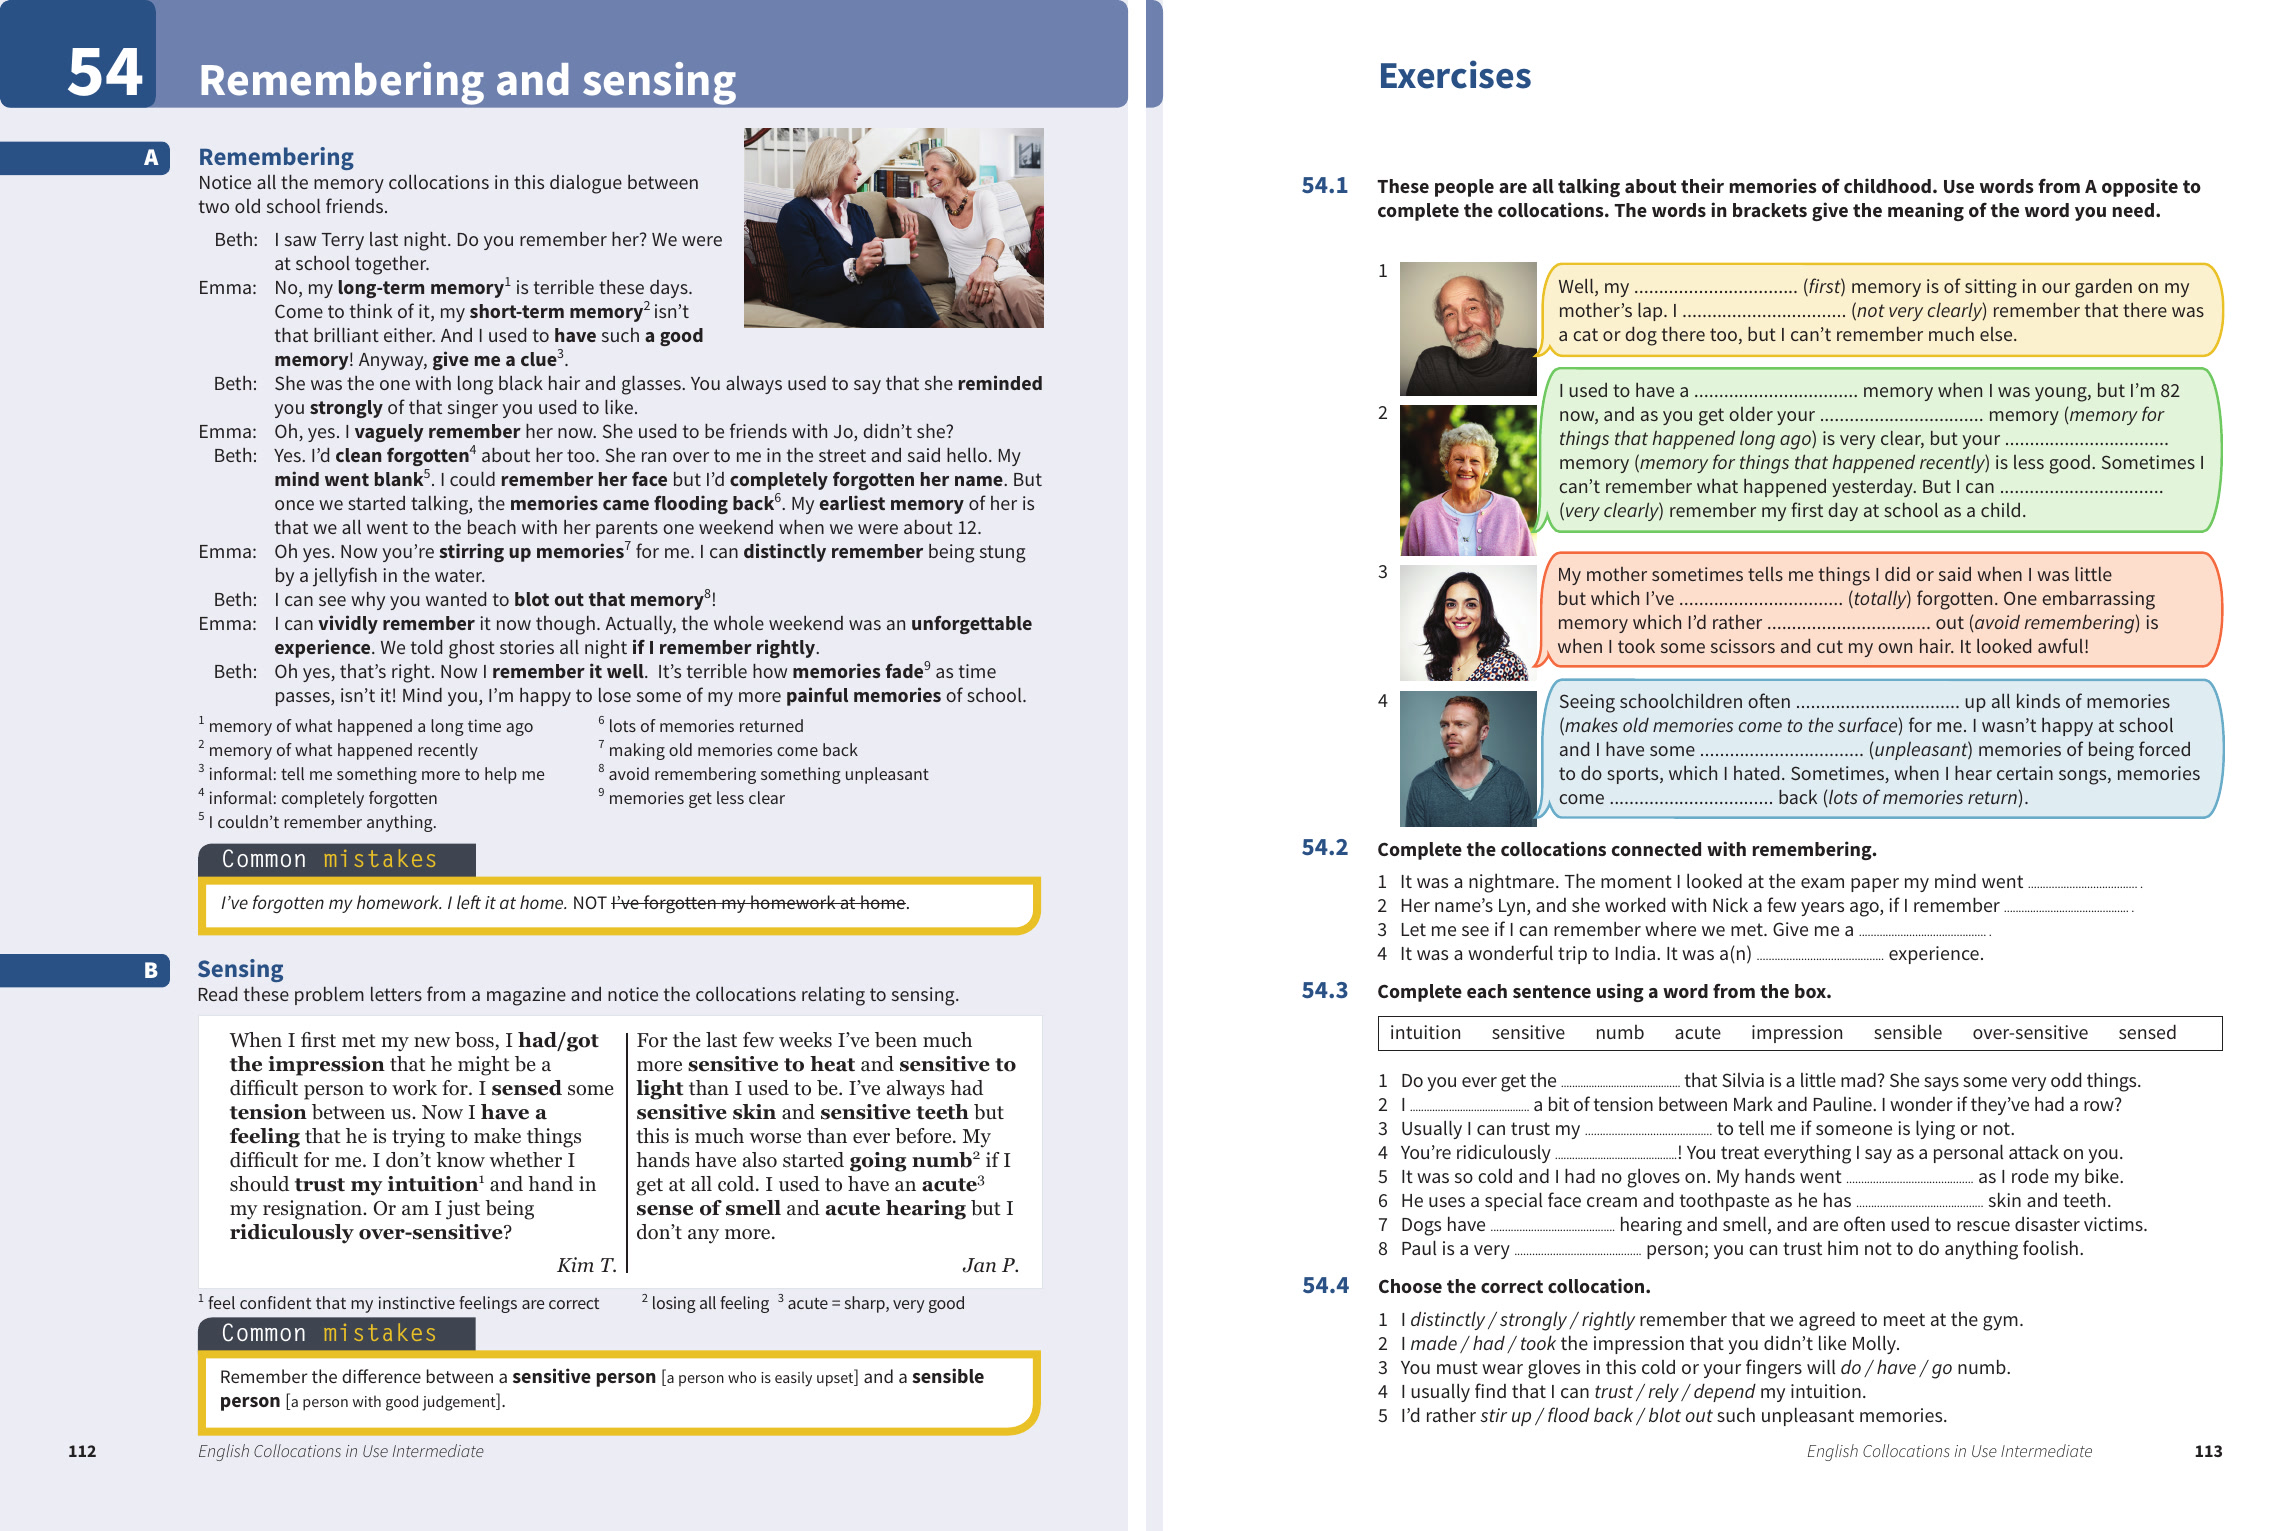 54
Remembering and sensing
A
Remembering
Notice all the memory collocations in this dialogue between
two old school friends.
Beth: I saw Terry last night. Do you remember her? We were
at school together.
Emma: No, my long-term memory1 is terrible these days.
Come to think of it, my short-term memory2 isn't
that brilliant either. And I used to have such a good
memory! Anyway, give me a clue3.
Beth: She was the one with long black hair and glasses. You always used to say that she reminded
you strongly of that singer you used to like.
Emma: Oh, yes. I vaguely remember her now. She used to be friends with Jo, didn't she?
Beth: Yes. I'd clean forgotten4 about her too. She ran over to me in the street and said hello. My
mind went blank5. I could remember her face but I'd completely forgotten her name. But
once we started talking, the memories came flooding back6. My earliest memory of her is
that we all went to the beach with her parents one weekend when we were about 12.
Emma: Oh yes. Now you're stirring up memories7 for me. I can distinctly remember being stung
by a jellyfish in the water.
Beth: I can see why you wanted to blot out that memory8!
Emma: I can vividly remember it now though. Actually, the whole weekend was an unforgettable
experience. We told ghost stories all night if I remember rightly.
Beth: Oh yes, that's right. Now I remember it well. It's terrible how memories fade9 as time
passes, isn't it! Mind you, I'm happy to lose some of my more painful memories of school.
1 memory of what happened a long time ago
2 memory of what happened recently
3 informal: tell me something more to help me
4 informal: completely forgotten
5 I couldn't remember anything.
6 lots of memories returned
7 making old memories come back
8 avoid remembering something unpleasant
9 memories get less clear
Common mistakes
I've forgotten my homework. I left it at home. NOT I've forgotten my homework at home.
B
Sensing
Read these problem letters from a magazine and notice the collocations relating to sensing.
When I first met my new boss, I had/got
the impression that he might be a
difficult person to work for. I sensed some
tension between us. Now I have a
feeling that he is trying to make things
difficult for me. I don't know whether I
should trust my intuition1 and hand in
my resignation. Or am I just being
ridiculously over-sensitive?
Kim T.
For the last few weeks I've been much
more sensitive to heat and sensitive to
light than I used to be. I've always had
sensitive skin and sensitive teeth but
this is much worse than ever before. My
hands have also started going numb2 if I
get at all cold. I used to have an acute3
sense of smell and acute hearing but I
don't any more.
Jan P.
1 feel confident that my instinctive feelings are correct 2 losing all feeling 3 acute = sharp, very good
Common mistakes
Remember the difference between a sensitive person [a person who is easily upset] and a sensible
person [a person with good judgement].
112 English Collocations in Use Intermediate
Exercises
54.1 These people are all talking about their memories of childhood. Use words from A opposite to
complete the collocations. The words in brackets give the meaning of the word you need.
1
Well, my ................................ (first) memory is of sitting in our garden on my
mother's lap. I ................................. (not very clearly) remember that there was
a cat or dog there too, but I can't remember much else.
2
I used to have a ................................. memory when I was young, but I'm 82
now, and as you get older your ................................. memory (memory for
things that happened long ago) is very clear, but your .................................
memory (memory for things that happened recently) is less good. Sometimes I
can't remember what happened yesterday. But I can .................................
(very clearly) remember my first day at school as a child.
3
My mother sometimes tells me things I did or said when I was little
but which I've ................................. (totally) forgotten. One embarrassing
memory which I'd rather ................................. out (avoid remembering) is
when I took some scissors and cut my own hair. It looked awful!
4
Seeing schoolchildren often ................................. up all kinds of memories
(makes old memories come to the surface) for me. I wasn't happy at school
and I have some ................................. (unpleasant) memories of being forced
to do sports, which I hated. Sometimes, when I hear certain songs, memories
come ................................. back (lots of memories return).
54.2 Complete the collocations connected with remembering.
1 It was a nightmare. The moment I looked at the exam paper my mind went ................................. .
2 Her name's Lyn, and she worked with Nick a few years ago, if I remember ................................. .
3 Let me see if I can remember where we met. Give me a ................................. .
4 It was a wonderful trip to India. It was a(n) ................................. experience.
54.3 Complete each sentence using a word from the box.
intuition sensitive numb acute impression sensible over-sensitive sensed
1 Do you ever get the ................................. that Silvia is a little mad? She says some very odd things.
2 I ................................. a bit of tension between Mark and Pauline. I wonder if they've had a row?
3 Usually I can trust my ................................. to tell me if someone is lying or not.
4 You're ridiculously .................................! You treat everything I say as a personal attack on you.
5 It was so cold and I had no gloves on. My hands went ................................. as I rode my bike.
6 He uses a special face cream and toothpaste as he has ................................. skin and teeth.
7 Dogs have ................................. hearing and smell, and are often used to rescue disaster victims.
8 Paul is a very ................................. person; you can trust him not to do anything foolish.
54.4 Choose the correct collocation.
1 I distinctly / strongly / rightly remember that we agreed to meet at the gym.
2 I made / had / took the impression that you didn't like Molly.
3 You must wear gloves in this cold or your fingers will do / have / go numb.
4 I usually find that I can trust / rely / depend my intuition.
5 I'd rather stir up / flood back / blot out such unpleasant memories.
English Collocations in Use Intermediate 113